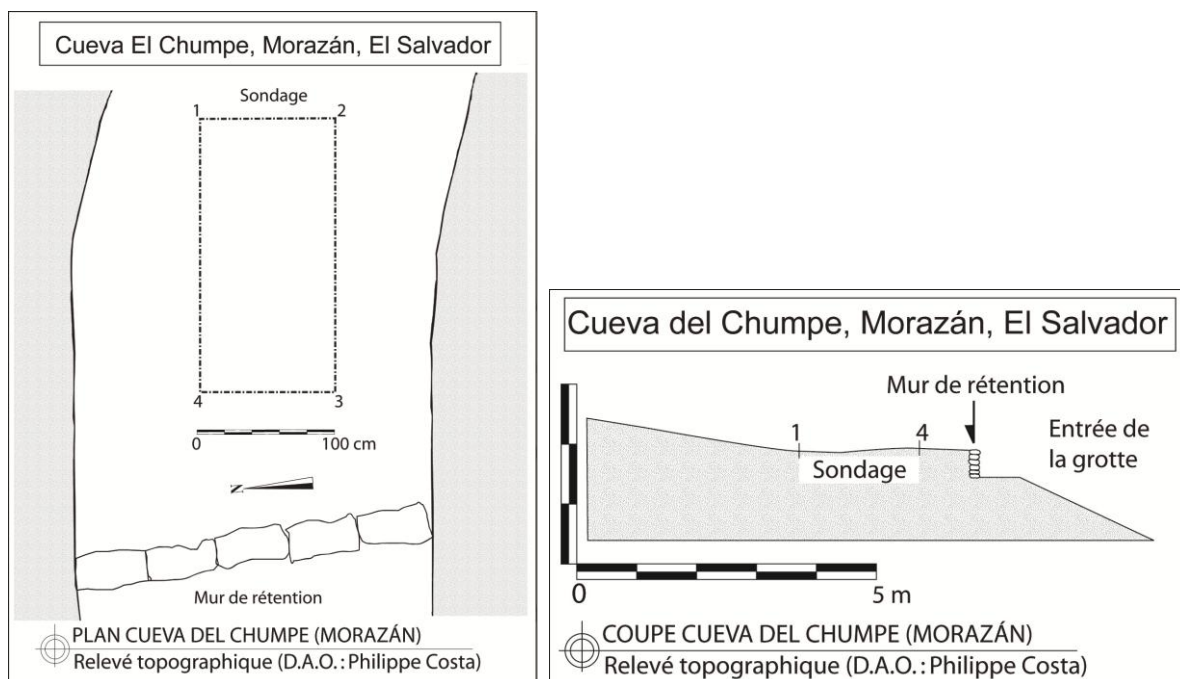 Cueva El Chumpe, Morazán, El Salvador
Sondage
1 2
4 3
0 100 cm
N
Mur de rétention
PLAN CUEVA DEL CHUMPE (MORAZÁN)
Relevé topographique (D.A.O.: Philippe Costa)
Cueva del Chumpe, Morazán, El Salvador
Mur de rétention
1 4
Entrée de
la grotte
Sondage
0 5 m
COUPE CUEVA DEL CHUMPE (MORAZÁN)
Relevé topographique (D.A.O.: Philippe Costa)